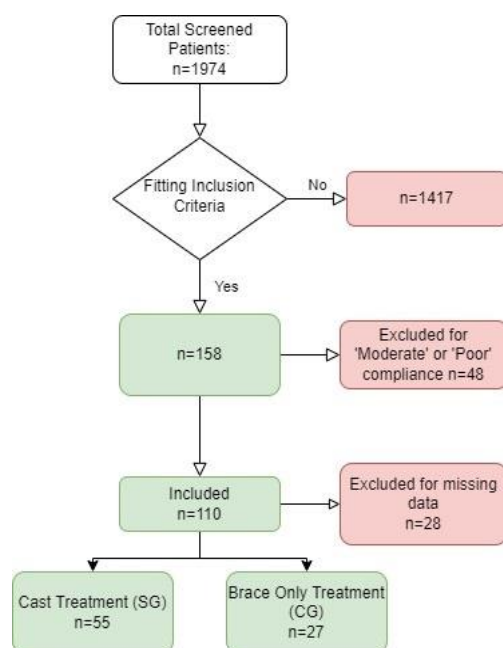 Total Screened
Patients:
n=1974
Fitting Inclusion
Criteria
No
n=1417
Yes
n=158
Excluded for
'Moderate' or 'Poor'
compliance n=48
Included
n=110
Excluded for missing
data
n=28
Cast Treatment (SG)
n=55
Brace Only Treatment
(CG)
n=27